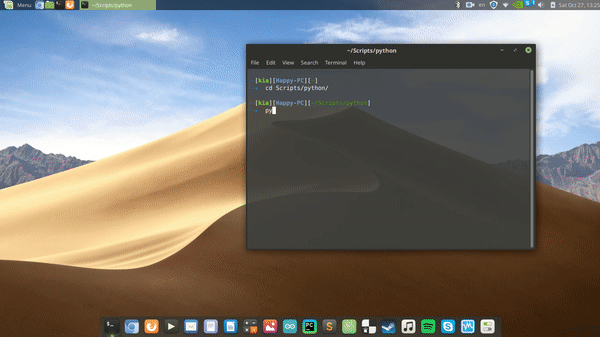 Menu
~/Scripts/python
en
Sat Oct 27, 13:25
~/Scripts/python
File Edit View Search Terminal Help
[kia][Happy-PC][~]
cd Scripts/python/
[kia][Happy-PC][~/Scripts/python]
py